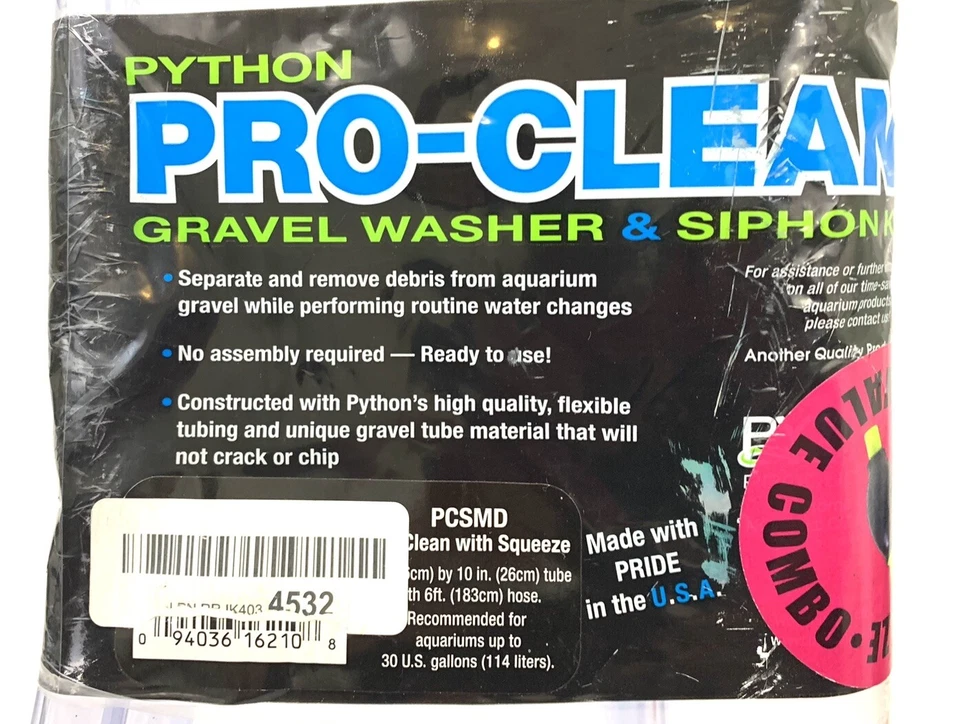 PYTHON
PRO-CLEAN
GRAVEL WASHER & SIPHON K
• Separate and remove debris from aquarium
gravel while performing routine water changes
• No assembly required — Ready to use!
• Constructed with Python's high quality, flexible
tubing and unique gravel tube material that will
not crack or chip
For assistance or further
on all of our time-sa
aquarium products
please contact us
Another Quality Prod
VALUE COMBO
PCSMD
Clean with Squeeze
5cm) by 10 in. (26cm) tube
th 6ft. (183cm) hose.
Recommended for
aquariums up to
30 U.S. gallons (114 liters).
Made with
PRIDE
in the U.S.A.
4532
0 94036 16210 8